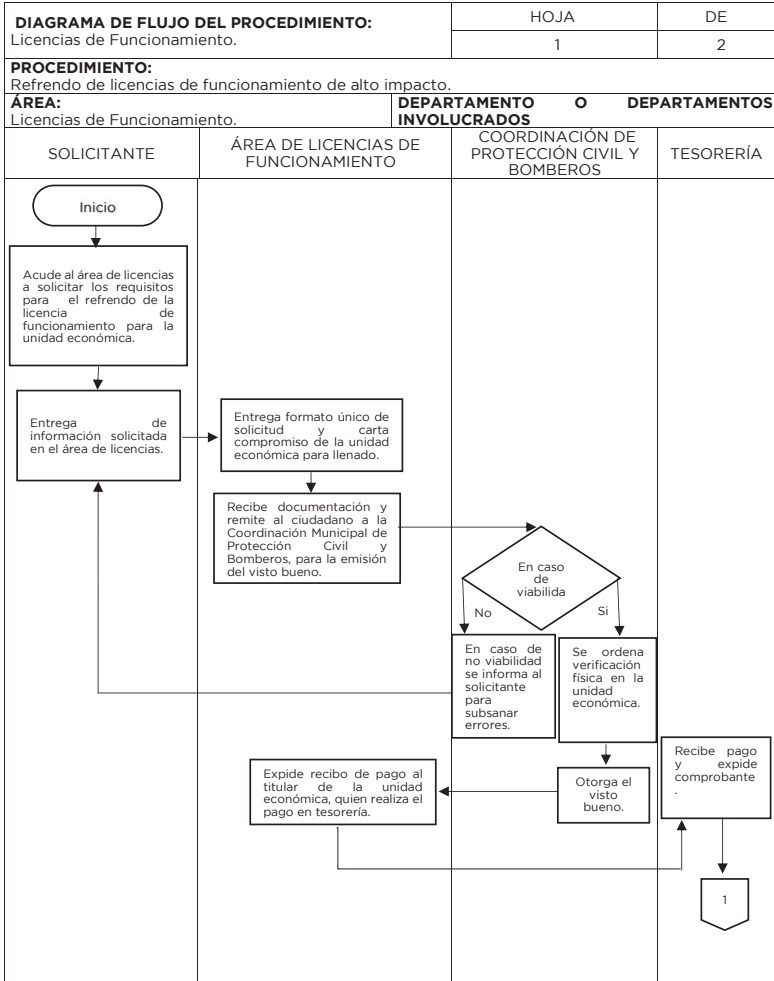 DIAGRAMA DE FLUJO DEL PROCEDIMIENTO:
Licencias de Funcionamiento.
HOJA
DE
1
2
PROCEDIMIENTO:
Refrendo de licencias de funcionamiento de alto impacto.
ÁREA:
Licencias de Funcionamiento.
DEPARTAMENTO O DEPARTAMENTOS
INVOLUCRADOS
SOLICITANTE
ÁREA DE LICENCIAS DE
FUNCIONAMIENTO
COORDINACIÓN DE
PROTECCIÓN CIVIL Y
BOMBEROS
TESORERÍA
Inicio
Acude al área de licencias
a solicitar los requisitos
para el refrendo de la
licencia de
funcionamiento para la
unidad económica.
Entrega de
información solicitada
en el área de licencias.
Entrega formato único de
solicitud y carta
compromiso de la unidad
económica para llenado.
Recibe documentación y
remite al ciudadano a la
Coordinación Municipal de
Protección Civil y
Bomberos, para la emisión
del visto bueno.
En caso
de
viabilida
No
Si
En caso de
no viabilidad
se informa al
solicitante
para
subsanar
errores.
Se ordena
verificación
física en la
unidad
económica.
Otorga el
visto
bueno.
Expide recibo de pago al
titular de la unidad
económica, quien realiza el
pago en tesorería.
Recibe pago
y expide
comprobante
.
1